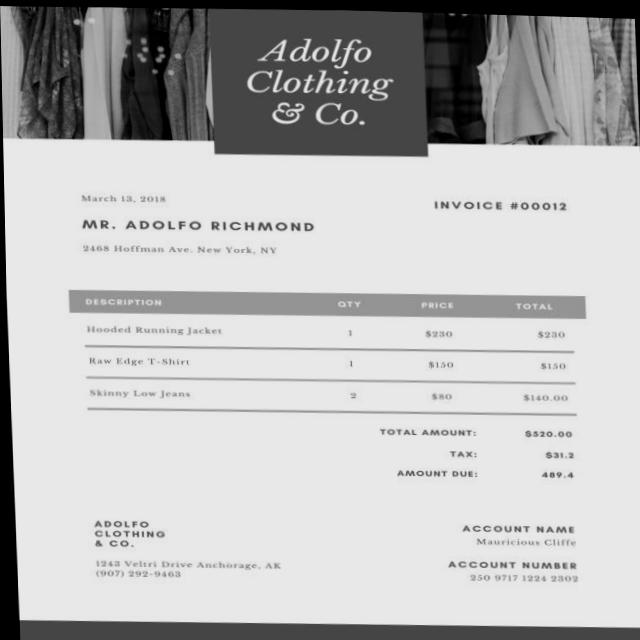 Adolfo
Clothing
& Co.
March 13, 2018
INVOICE #00012
MR. ADOLFO RICHMOND
2468 Hoffman Ave. New York, NY
DESCRIPTION QTY PRICE TOTAL
Hooded Running Jacket 1 $230 $230
Raw Edge T-Shirt 1 $150 $150
Skinny Low Jeans 2 $80 $140.00
TOTAL AMOUNT: $520.00
TAX: $31.2
AMOUNT DUE: 489.4
ADOLFO
CLOTHING
& CO.
1243 Veltri Drive Anchorage, AK
(907) 292-9463
ACCOUNT NAME
Mauricious Cliffe
ACCOUNT NUMBER
250 9717 1224 2302